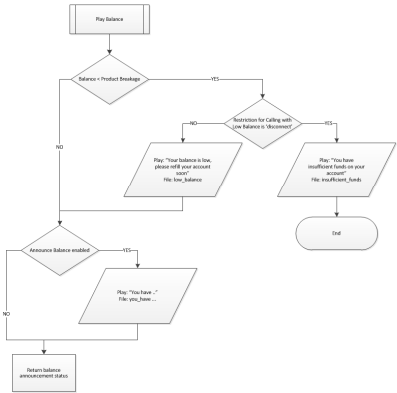 Play Balance
Balance < Product Breakage
YES
Restriction for Calling with
Low Balance is 'disconnect'
NO
YES
NO
Play: "Your balance is low,
please refill your account
soon"
File: low_balance
Play: "You have
insufficient funds on your
account"
File: insufficient_funds
End
Announce Balance enabled
YES
Play: "You have .."
File: you_have ...
NO
Return balance
announcement status